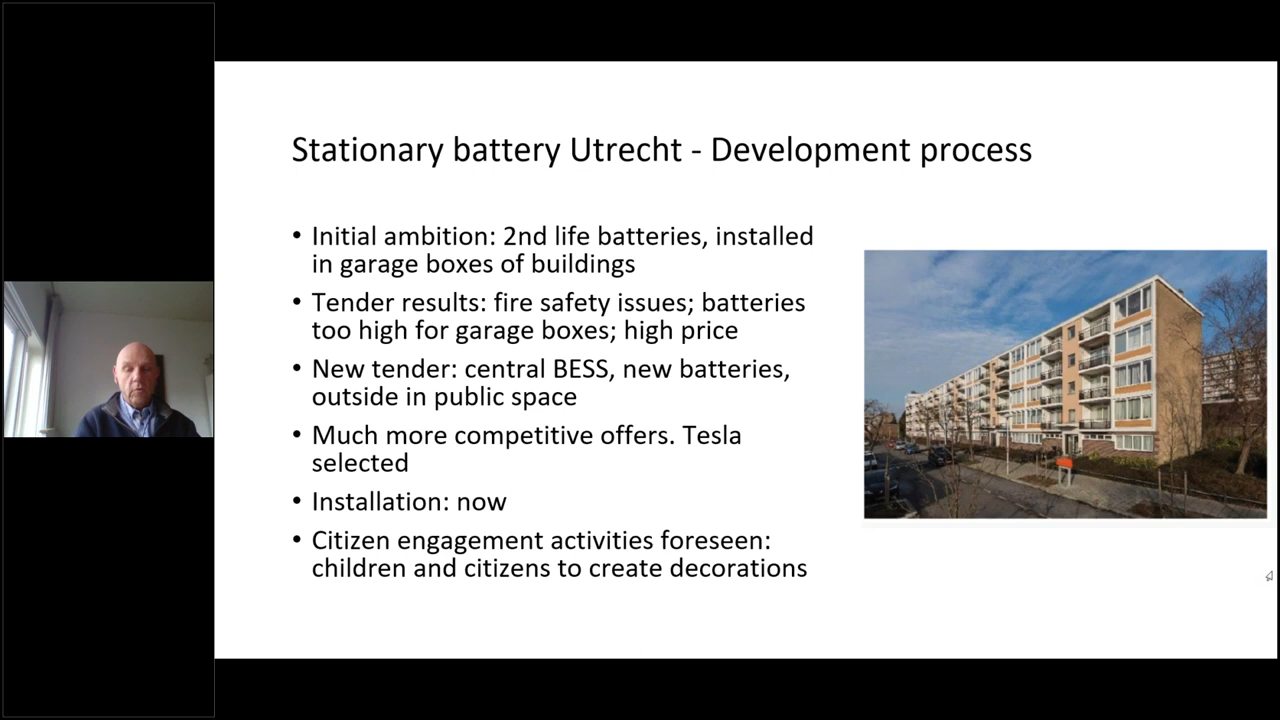 Stationary battery Utrecht - Development process
• Initial ambition: 2nd life batteries, installed
in garage boxes of buildings
• Tender results: fire safety issues; batteries
too high for garage boxes; high price
• New tender: central BESS, new batteries,
outside in public space
• Much more competitive offers. Tesla
selected
• Installation: now
• Citizen engagement activities foreseen:
children and citizens to create decorations